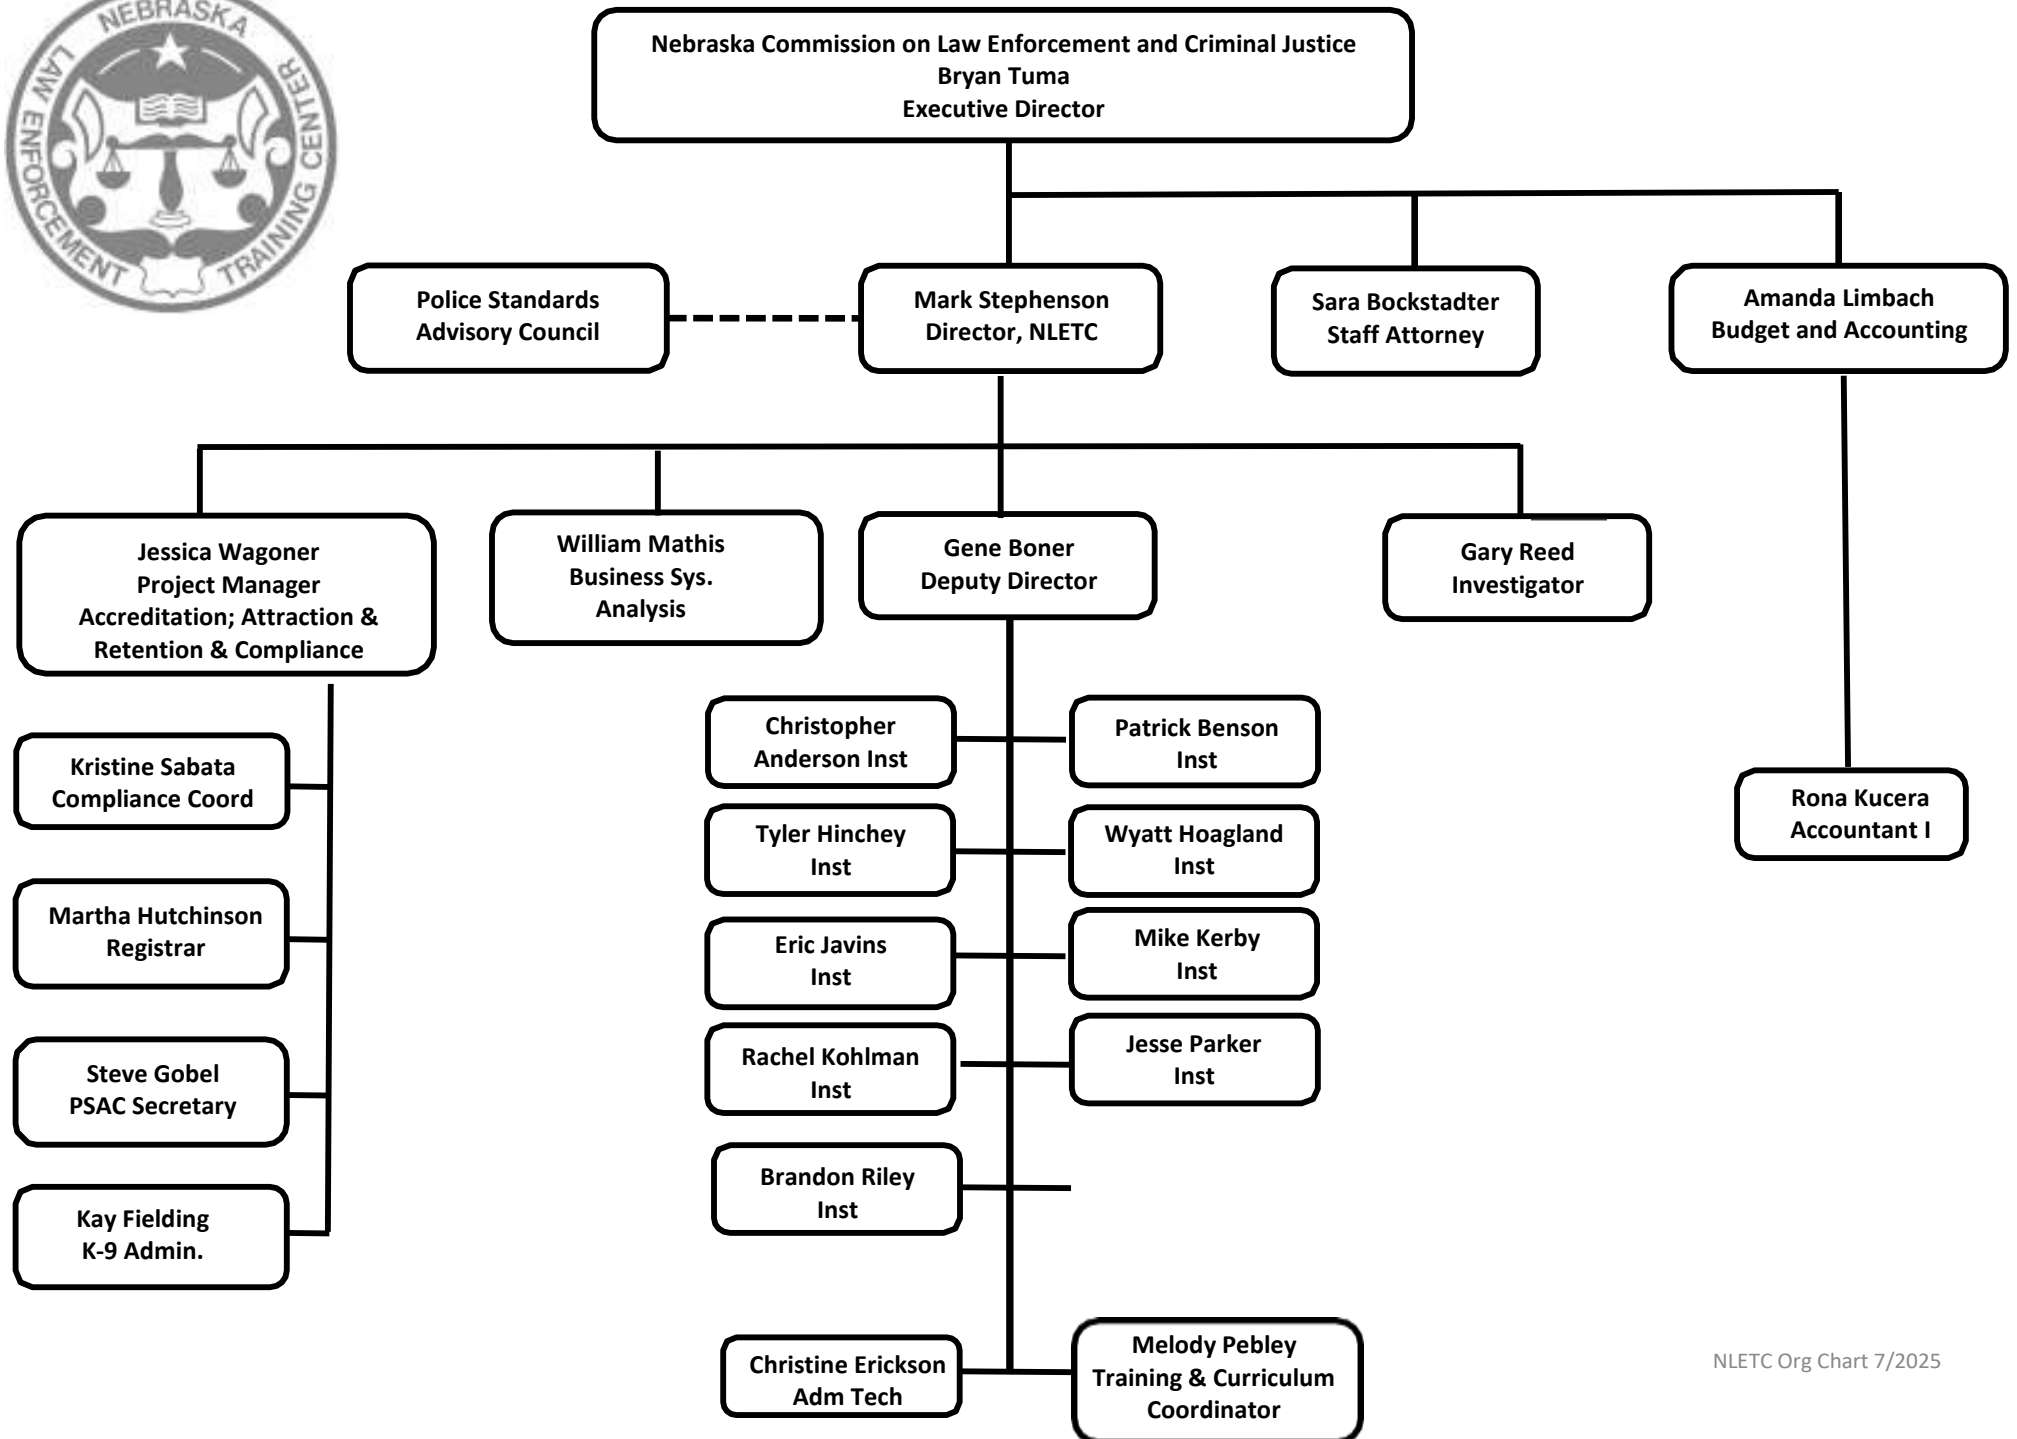 NEBRASKA
LAW ENFORCEMENT TRAINING CENTER
Nebraska Commission on Law Enforcement and Criminal Justice
Bryan Tuma
Executive Director
Police Standards
Advisory Council
Mark Stephenson
Director, NLETC
Sara Bockstadter
Staff Attorney
Amanda Limbach
Budget and Accounting
Jessica Wagoner
Project Manager
Accreditation; Attraction &
Retention & Compliance
William Mathis
Business Sys.
Analysis
Gene Boner
Deputy Director
Gary Reed
Investigator
Kristine Sabata
Compliance Coord
Martha Hutchinson
Registrar
Steve Gobel
PSAC Secretary
Kay Fielding
K-9 Admin.
Christopher
Anderson Inst
Patrick Benson
Inst
Tyler Hinchey
Inst
Wyatt Hoagland
Inst
Eric Javins
Inst
Mike Kerby
Inst
Rachel Kohlman
Inst
Jesse Parker
Inst
Brandon Riley
Inst
Christine Erickson
Adm Tech
Melody Pebley
Training & Curriculum
Coordinator
Rona Kucera
Accountant I
NLETC Org Chart 7/2025